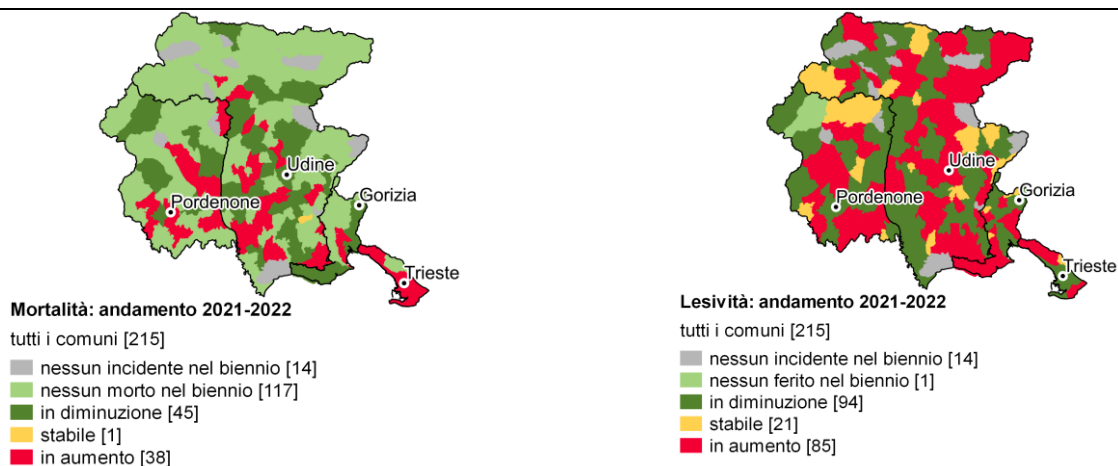 Udine
Gorizia
Pordenone
Trieste
Mortalità: andamento 2021-2022
tutti i comuni [215]
nessun incidente nel biennio [14]
nessun morto nel biennio [117]
in diminuzione [45]
stabile [1]
in aumento [38]
Udine
Gorizia
Pordenone
Trieste
Lesività: andamento 2021-2022
tutti i comuni [215]
nessun incidente nel biennio [14]
nessun ferito nel biennio [1]
in diminuzione [94]
stabile [21]
in aumento [85]